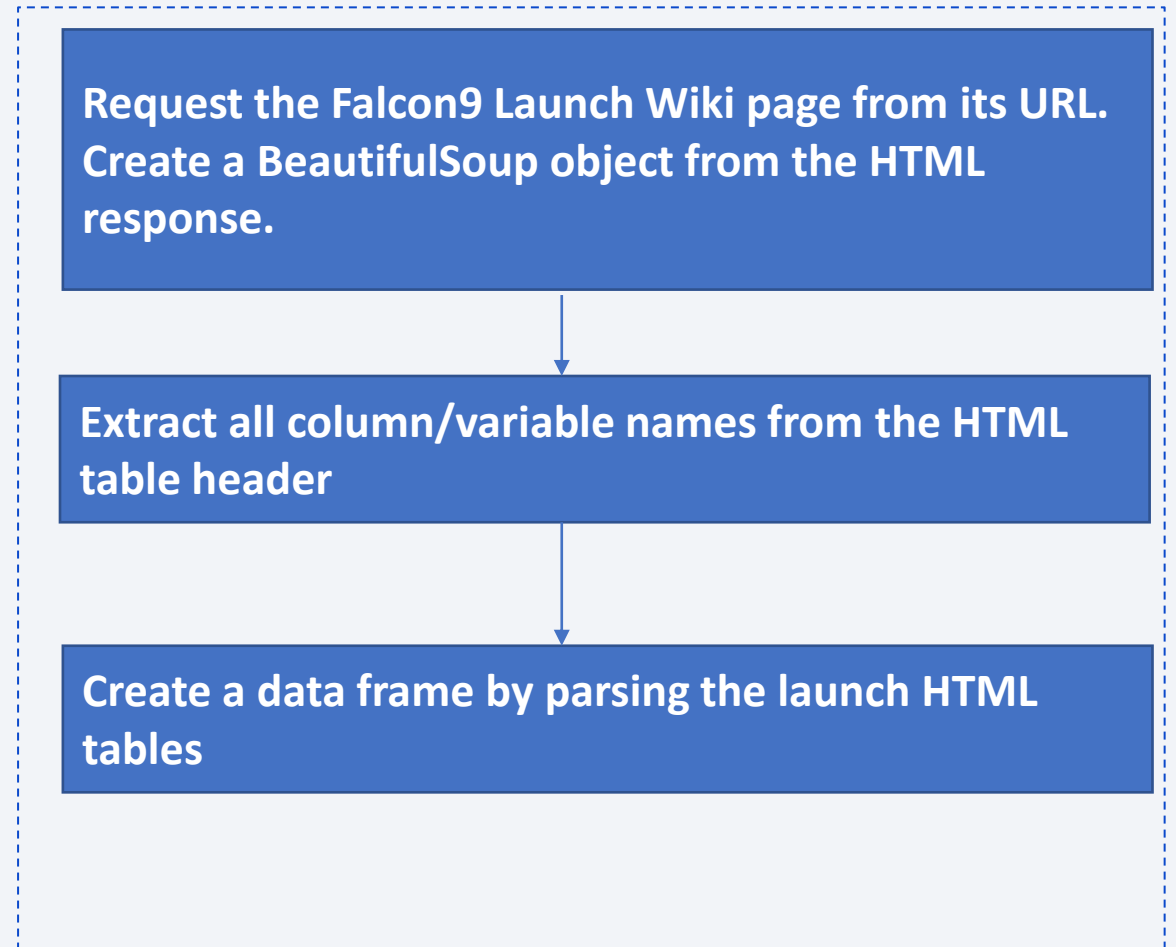 Request the Falcon9 Launch Wiki page from its URL.
Create a BeautifulSoup object from the HTML
response.
Extract all column/variable names from the HTML
table header
Create a data frame by parsing the launch HTML
tables